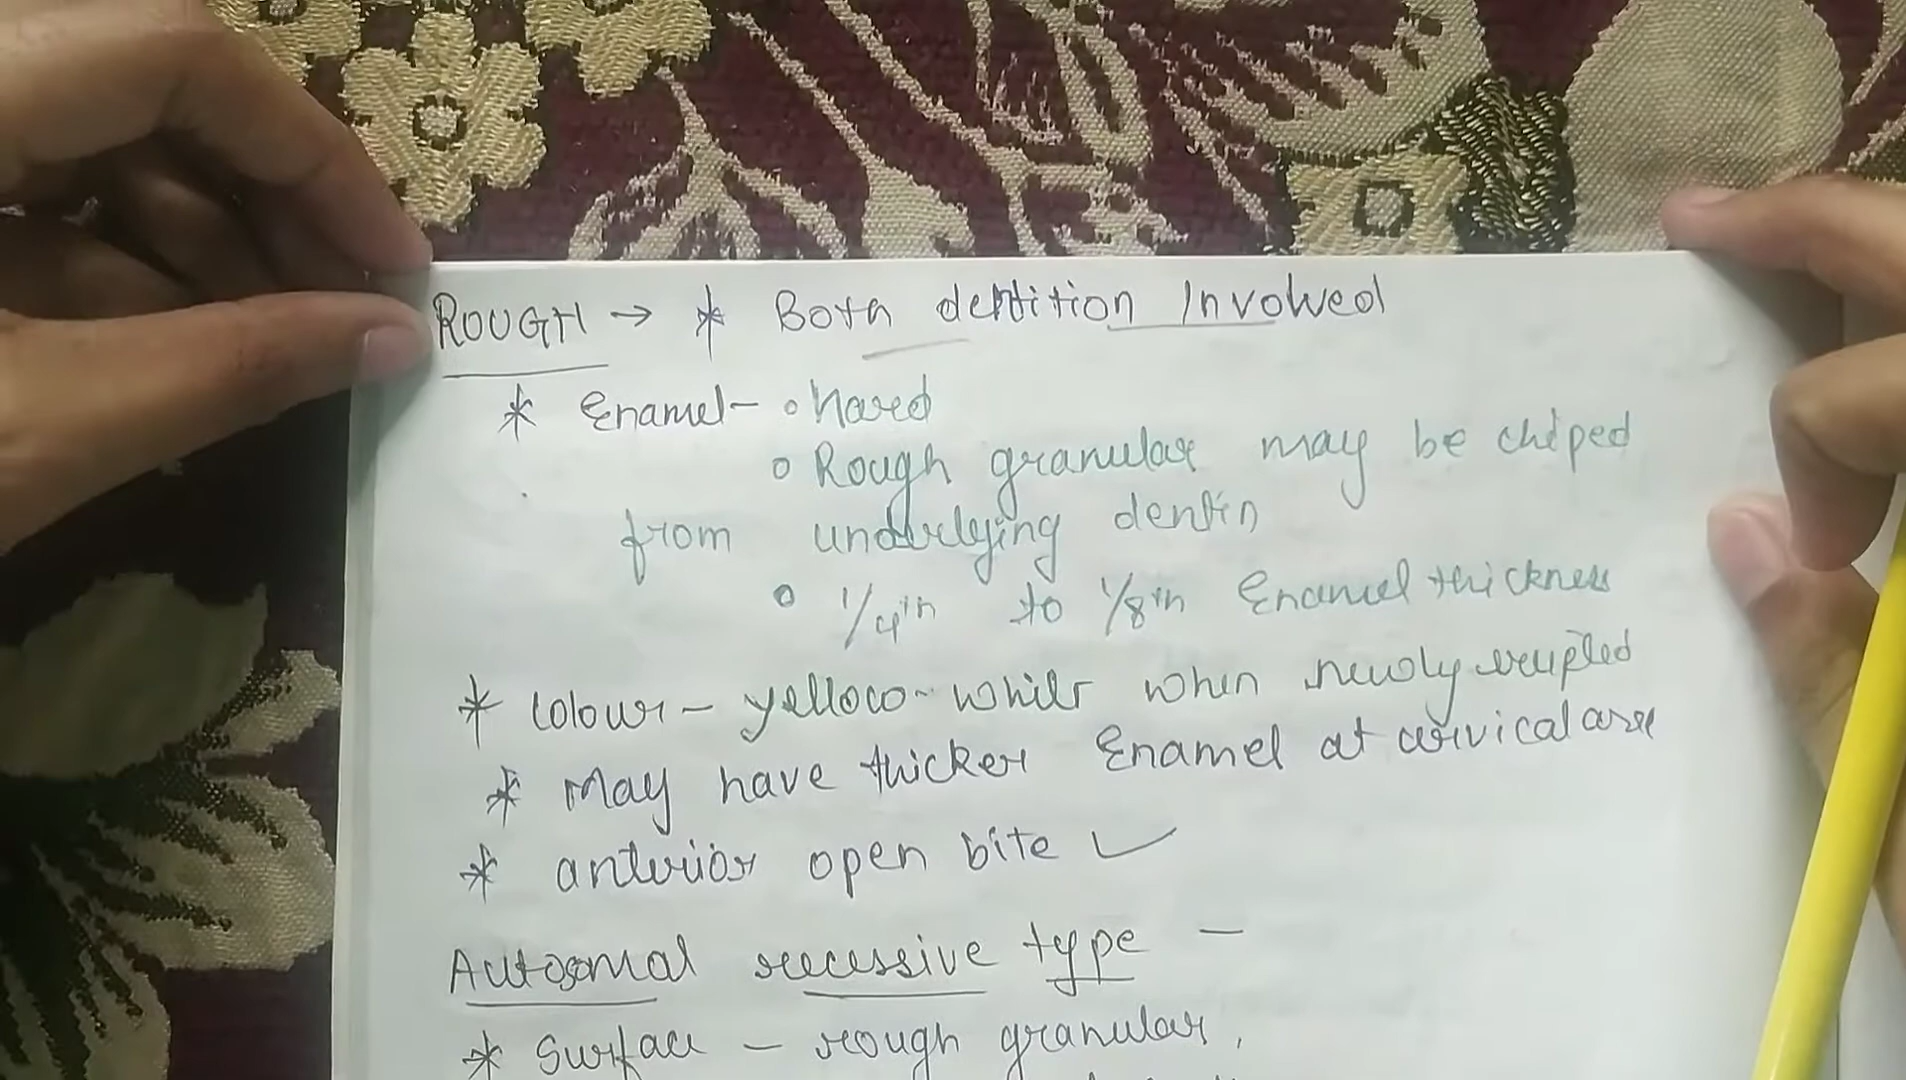 ROUGH → * Both dentition Involved
* Enamel - o hard
o Rough granular may be chiped
from underlying dentin
o 1/4th to 1/8th Enamel thickness
* Colour - yellow-white when newly erupted
* May have thicker Enamel at cervical area
* anterior open bite ✓
Autosomal recessive type -
* Surface - rough granular,